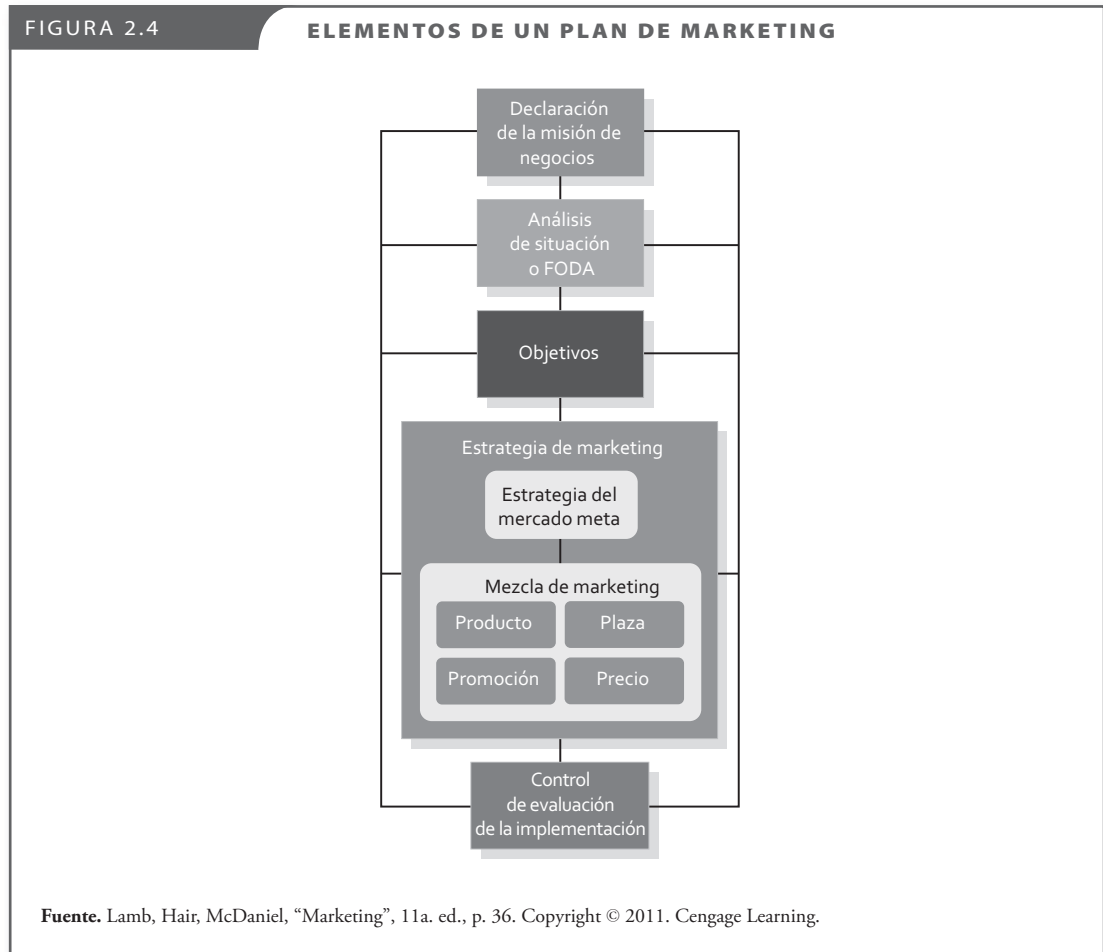 FIGURA 2.4
ELEMENTOS DE UN PLAN DE MARKETING
Declaración
de la misión de
negocios
Análisis
de situación
o FODA
Objetivos
Estrategia de marketing
Estrategia del
mercado meta
Mezcla de marketing
Producto
Plaza
Promoción
Precio
Control
de evaluación
de la implementación
Fuente. Lamb, Hair, McDaniel, “Marketing”, 11a. ed., p. 36. Copyright © 2011. Cengage Learning.